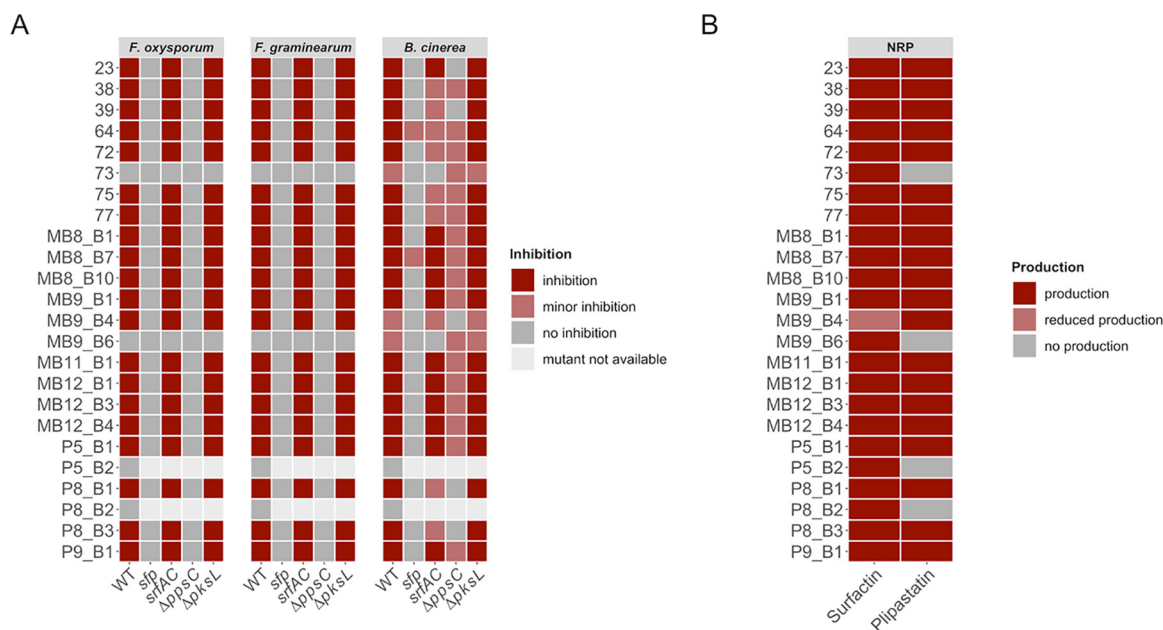 A
F. oxysporum F. graminearum B. cinerea
23
38
39
64
72
73
75
77
MB8_B1
MB8_B7
MB8_B10
MB9_B1
MB9_B4
MB9_B6
MB11_B1
MB12_B1
MB12_B3
MB12_B4
P5_B1
P5_B2
P8_B1
P8_B2
P8_B3
P9_B1
WT sfp srfAC ΔppsC ΔpksL WT sfp srfAC ΔppsC ΔpksL WT sfp srfAC ΔppsC ΔpksL
Inhibition
inhibition
minor inhibition
no inhibition
mutant not available
B
NRP
23
38
39
64
72
73
75
77
MB8_B1
MB8_B7
MB8_B10
MB9_B1
MB9_B4
MB9_B6
MB11_B1
MB12_B1
MB12_B3
MB12_B4
P5_B1
P5_B2
P8_B1
P8_B2
P8_B3
P9_B1
Surfactin Plipastatin
Production
production
reduced production
no production